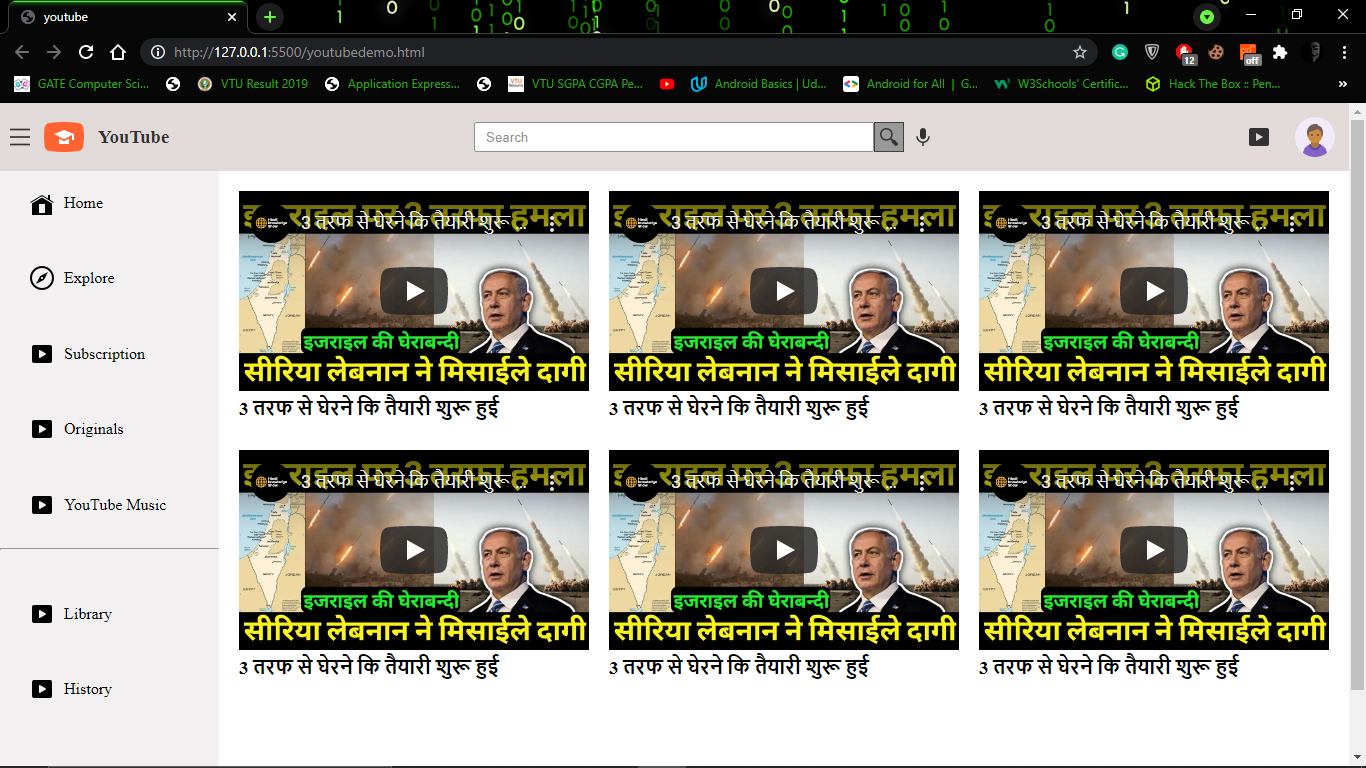 youtube
http://127.0.0.1:5500/youtubedemo.html
12
off
GATE Computer Sci...
VTU Result 2019
Application Express...
VTU SGPA CGPA Pe...
Android Basics | Ud...
Android for All | G...
W3Schools' Certific...
Hack The Box :: Pen...
»
YouTube
Search
Home
Explore
Subscription
Originals
YouTube Music
Library
History
3 तरफ से घेरने कि तैयारी शुरू ...
इजराइल की घेराबन्दी
सीरिया लेबनान ने मिसाईले दागी
3 तरफ से घेरने कि तैयारी शुरू हुई
3 तरफ से घेरने कि तैयारी शुरू ...
इजराइल की घेराबन्दी
सीरिया लेबनान ने मिसाईले दागी
3 तरफ से घेरने कि तैयारी शुरू हुई
3 तरफ से घेरने कि तैयारी शुरू ...
इजराइल की घेराबन्दी
सीरिया लेबनान ने मिसाईले दागी
3 तरफ से घेरने कि तैयारी शुरू हुई
3 तरफ से घेरने कि तैयारी शुरू ...
इजराइल की घेराबन्दी
सीरिया लेबनान ने मिसाईले दागी
3 तरफ से घेरने कि तैयारी शुरू हुई
3 तरफ से घेरने कि तैयारी शुरू ...
इजराइल की घेराबन्दी
सीरिया लेबनान ने मिसाईले दागी
3 तरफ से घेरने कि तैयारी शुरू हुई
3 तरफ से घेरने कि तैयारी शुरू ...
इजराइल की घेराबन्दी
सीरिया लेबनान ने मिसाईले दागी
3 तरफ से घेरने कि तैयारी शुरू हुई